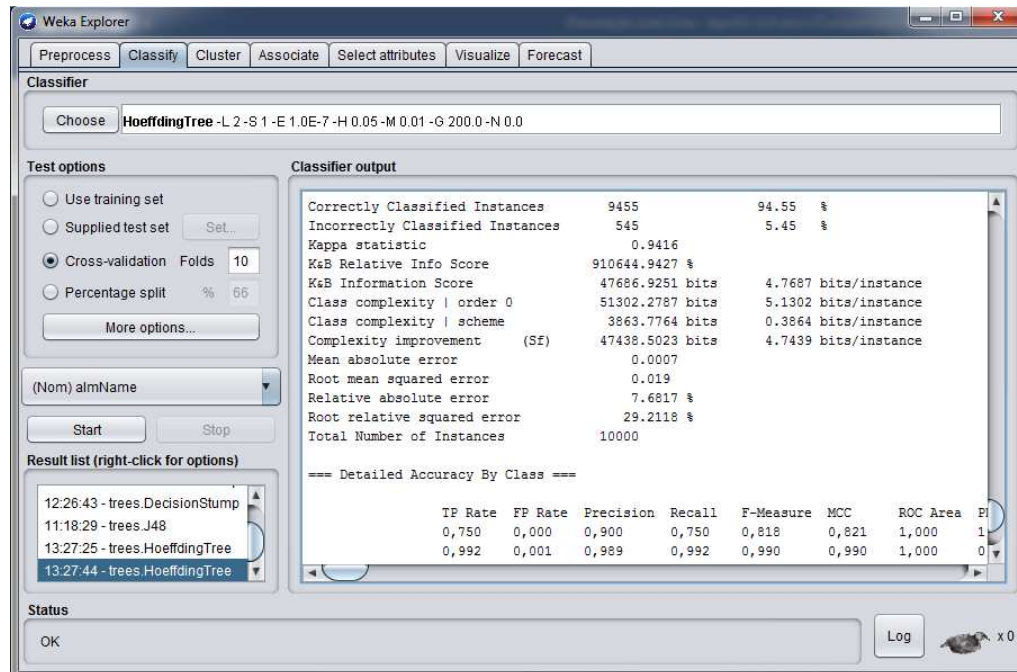 Weka Explorer
Preprocess Classify Cluster Associate Select attributes Visualize Forecast
Classifier
Choose HoeffdingTree -L 2 -S 1 -E 1.0E-7 -H 0.05 -M 0.01 -G 200.0 -N 0.0
Test options
Use training set
Supplied test set Set...
Cross-validation Folds 10
Percentage split % 66
More options...
(Nom) almName
Start Stop
Result list (right-click for options)
12:26:43 - trees.DecisionStump
11:18:29 - trees.J48
13:27:25 - trees.HoeffdingTree
13:27:44 - trees.HoeffdingTree
Classifier output
Correctly Classified Instances 9455 94.55 %
Incorrectly Classified Instances 545 5.45 %
Kappa statistic 0.9416
K&B Relative Info Score 910644.9427 %
K&B Information Score 47686.9251 bits 4.7687 bits/instance
Class complexity | order 0 51302.2787 bits 5.1302 bits/instance
Class complexity | scheme 3863.7764 bits 0.3864 bits/instance
Complexity improvement (Sf) 47438.5023 bits 4.7439 bits/instance
Mean absolute error 0.0007
Root mean squared error 0.019
Relative absolute error 7.6817 %
Root relative squared error 29.2118 %
Total Number of Instances 10000
=== Detailed Accuracy By Class ===
TP Rate FP Rate Precision Recall F-Measure MCC ROC Area
0,750 0,000 0,900 0,750 0,818 0,821 1,000 1
0,992 0,001 0,989 0,992 0,990 0,990 1,000 0
Status
OK
Log
x 0